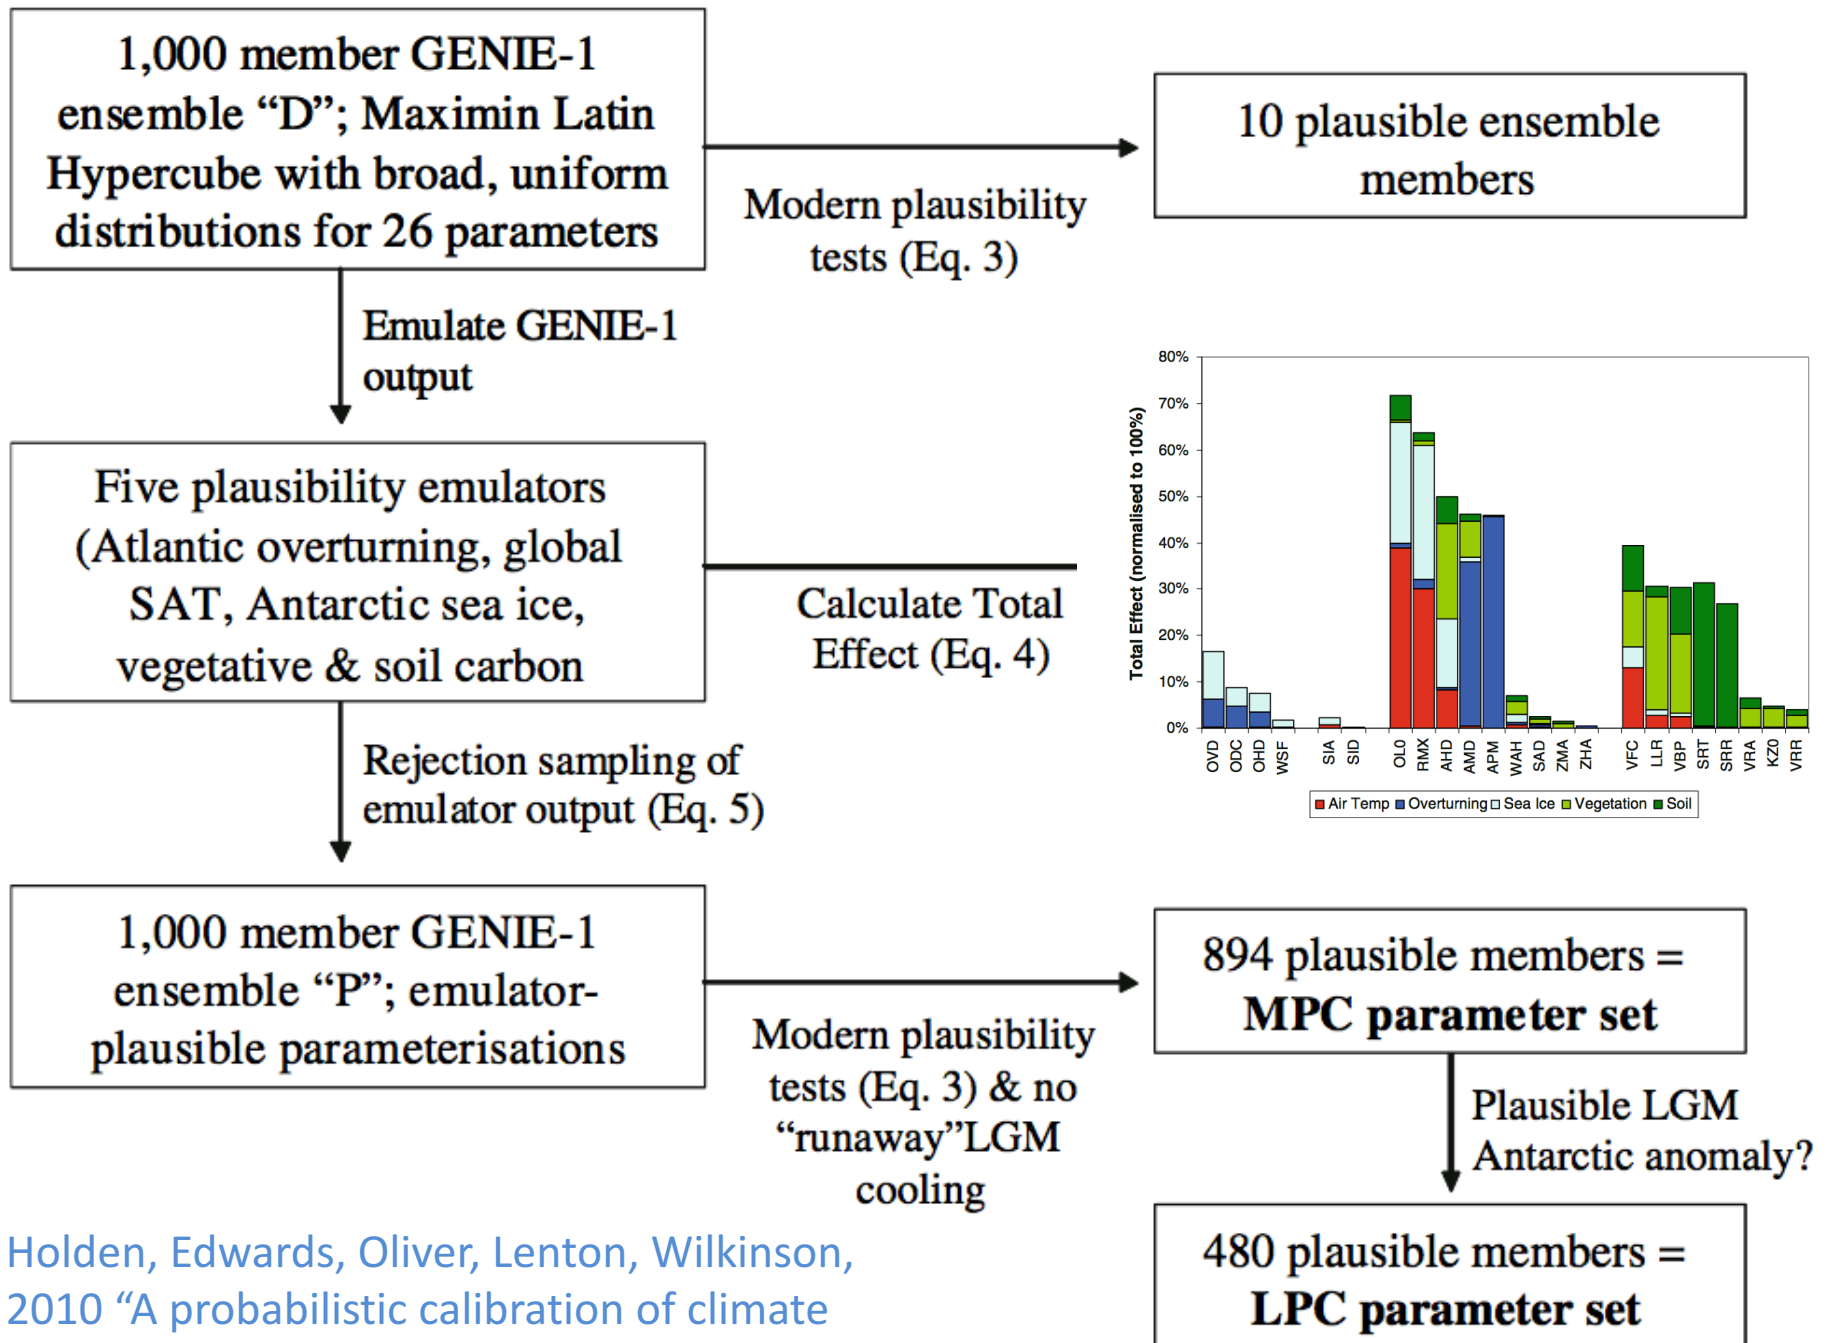 1,000 member GENIE-1
ensemble “D”; Maximin Latin
Hypercube with broad, uniform
distributions for 26 parameters
Modern plausibility
tests (Eq. 3)
10 plausible ensemble
members
Emulate GENIE-1
output
Five plausibility emulators
(Atlantic overturning, global
SAT, Antarctic sea ice,
vegetative & soil carbon
Calculate Total
Effect (Eq. 4)
Total Effect (normalised to 100%)
80%
70%
60%
50%
40%
30%
20%
10%
0%
OVD
ODC
OHD
WSF
SIA
SID
OL0
RMX
AHD
AMD
APM
WAH
SAD
ZMA
ZHA
VFC
LLR
VBP
SRT
SRR
VRA
KZ0
VRR
Air Temp Overturning Sea Ice Vegetation Soil
Rejection sampling of
emulator output (Eq. 5)
1,000 member GENIE-1
ensemble “P”; emulator-
plausible parameterisations
Modern plausibility
tests (Eq. 3) & no
“runaway”LGM
cooling
894 plausible members =
MPC parameter set
Plausible LGM
Antarctic anomaly?
480 plausible members =
LPC parameter set
Holden, Edwards, Oliver, Lenton, Wilkinson,
2010 “A probabilistic calibration of climate